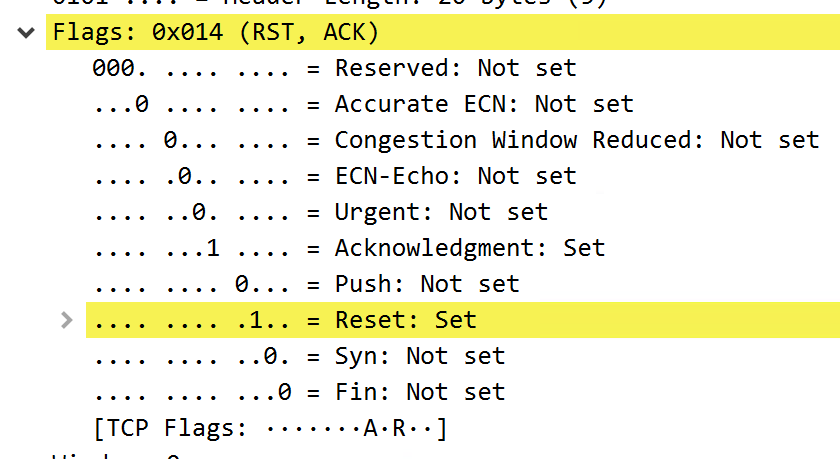 Flags: 0x014 (RST, ACK)
000. .... .... = Reserved: Not set
...0 .... .... = Accurate ECN: Not set
.... 0... .... = Congestion Window Reduced: Not set
.... .0.. .... = ECN-Echo: Not set
.... ..0. .... = Urgent: Not set
.... ...1 .... = Acknowledgment: Set
.... .... 0... = Push: Not set
.... .... .1.. = Reset: Set
.... .... ..0. = Syn: Not set
.... .... ...0 = Fin: Not set
[TCP Flags: ·······A·R··]